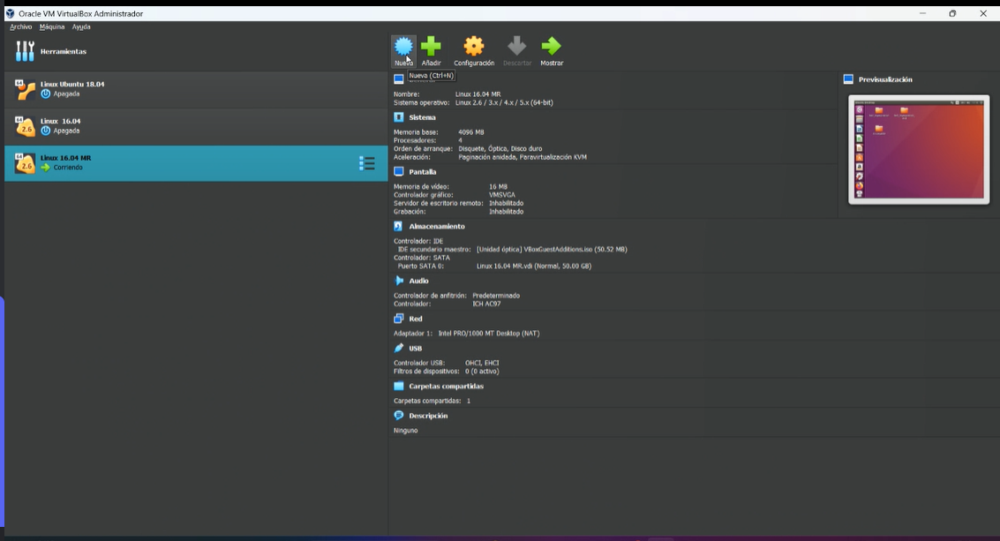 Oracle VM VirtualBox Administrador
Archivo Máquina Ayuda
Herramientas
Nuevo Añadir Configuración Descartar Mostrar
Nueva (Ctrl+N)
Linux Ubuntu 18.04
Apagada
Linux 16.04
Apagada
Linux 16.04 MR
Corriendo
Nombre: Linux 16.04 MR
Sistema operativo: Linux 2.6 / 3.x / 4.x / 5.x (64-bit)
Sistema
Memoria base: 4096 MB
Procesadores: 4
Orden de arranque: Disquete, Óptica, Disco duro
Aceleración: Paginación anidada, Paravirtualización KVM
Pantalla
Memoria de vídeo: 16 MB
Controlador gráfico: VMSVGA
Servidor de escritorio remoto: Inhabilitado
Grabación: Inhabilitado
Almacenamiento
Controlador: IDE
IDE secundario maestro: [Unidad óptica] VBoxGuestAdditions.iso (50.52 MB)
Controlador: SATA
Puerto SATA 0: Linux 16.04 MR.vdi (Normal, 50.00 GB)
Audio
Controlador de anfitrión: Predeterminado
Controlador: ICH AC97
Red
Adaptador 1: Intel PRO/1000 MT Desktop (NAT)
USB
Controlador USB: OHCI, EHCI
Filtros de dispositivos: 0 (0 activo)
Carpetas compartidas
Carpetas compartidas: 1
Descripción
Ninguno
Previsualización